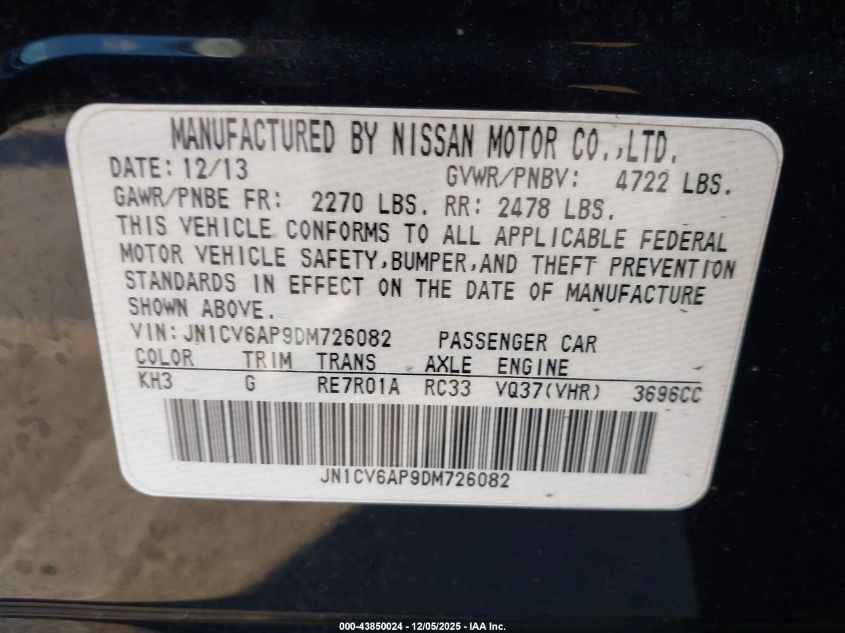 MANUFACTURED BY NISSAN MOTOR CO.,LTD.
DATE: 12/13 GVWR/PNBV: 4722 LBS.
GAWR/PNBE FR: 2270 LBS. RR: 2478 LBS.
THIS VEHICLE CONFORMS TO ALL APPLICABLE FEDERAL
MOTOR VEHICLE SAFETY,BUMPER,AND THEFT PREVENTION
STANDARDS IN EFFECT ON THE DATE OF MANUFACTURE
SHOWN ABOVE.
VIN:JN1CV6AP9DM726082 PASSENGER CAR
COLOR TRIM TRANS AXLE ENGINE
KH3 G RE7R01A RC33 VQ37(VHR) 3696CC
JN1CV6AP9DM726082
000-43850024 - 12/05/2025 - IAA Inc.